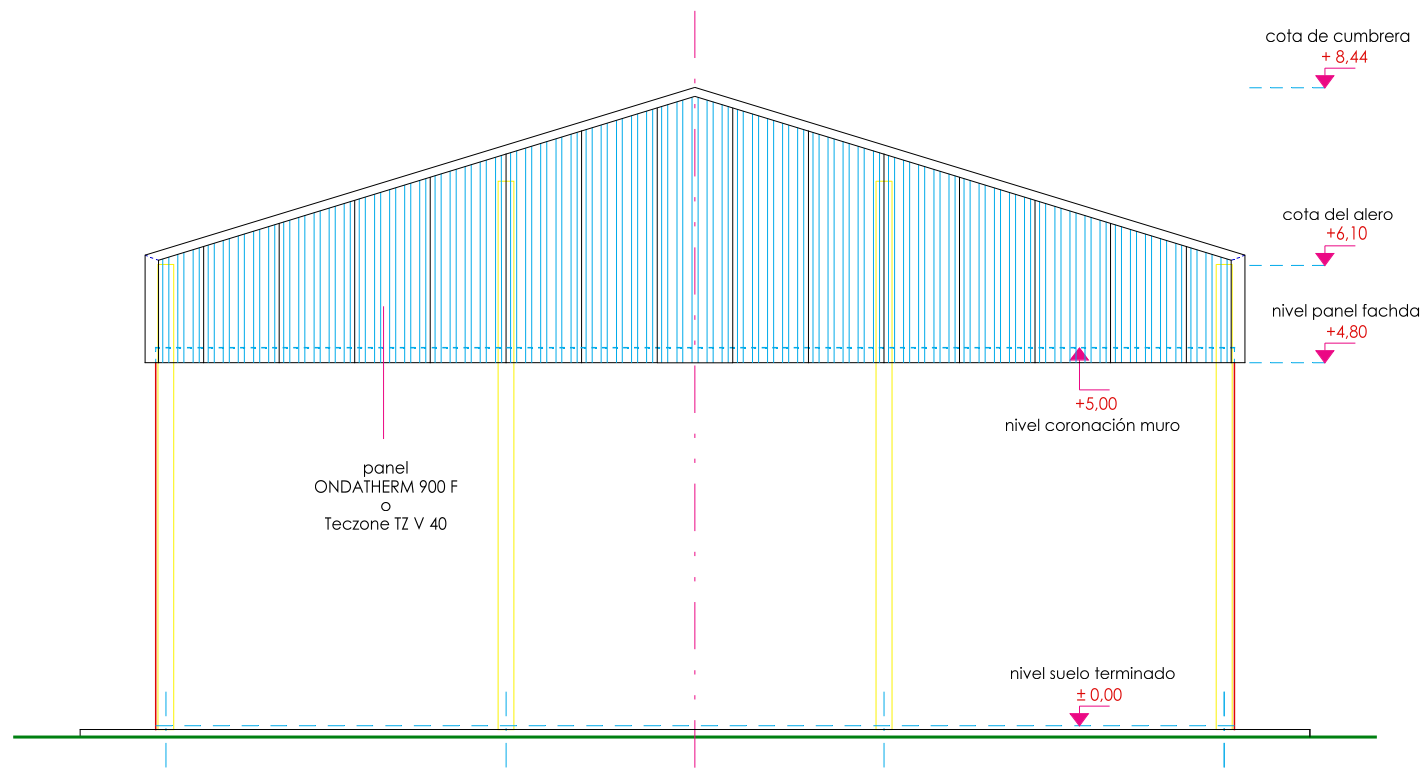 cota de cumbrera
+ 8,44
cota del alero
+6,10
nivel panel fachda
+4,80
+5,00
nivel coronación muro
panel
ONDATHERM 900 F
o
Teczone TZ V 40
nivel suelo terminado
± 0,00